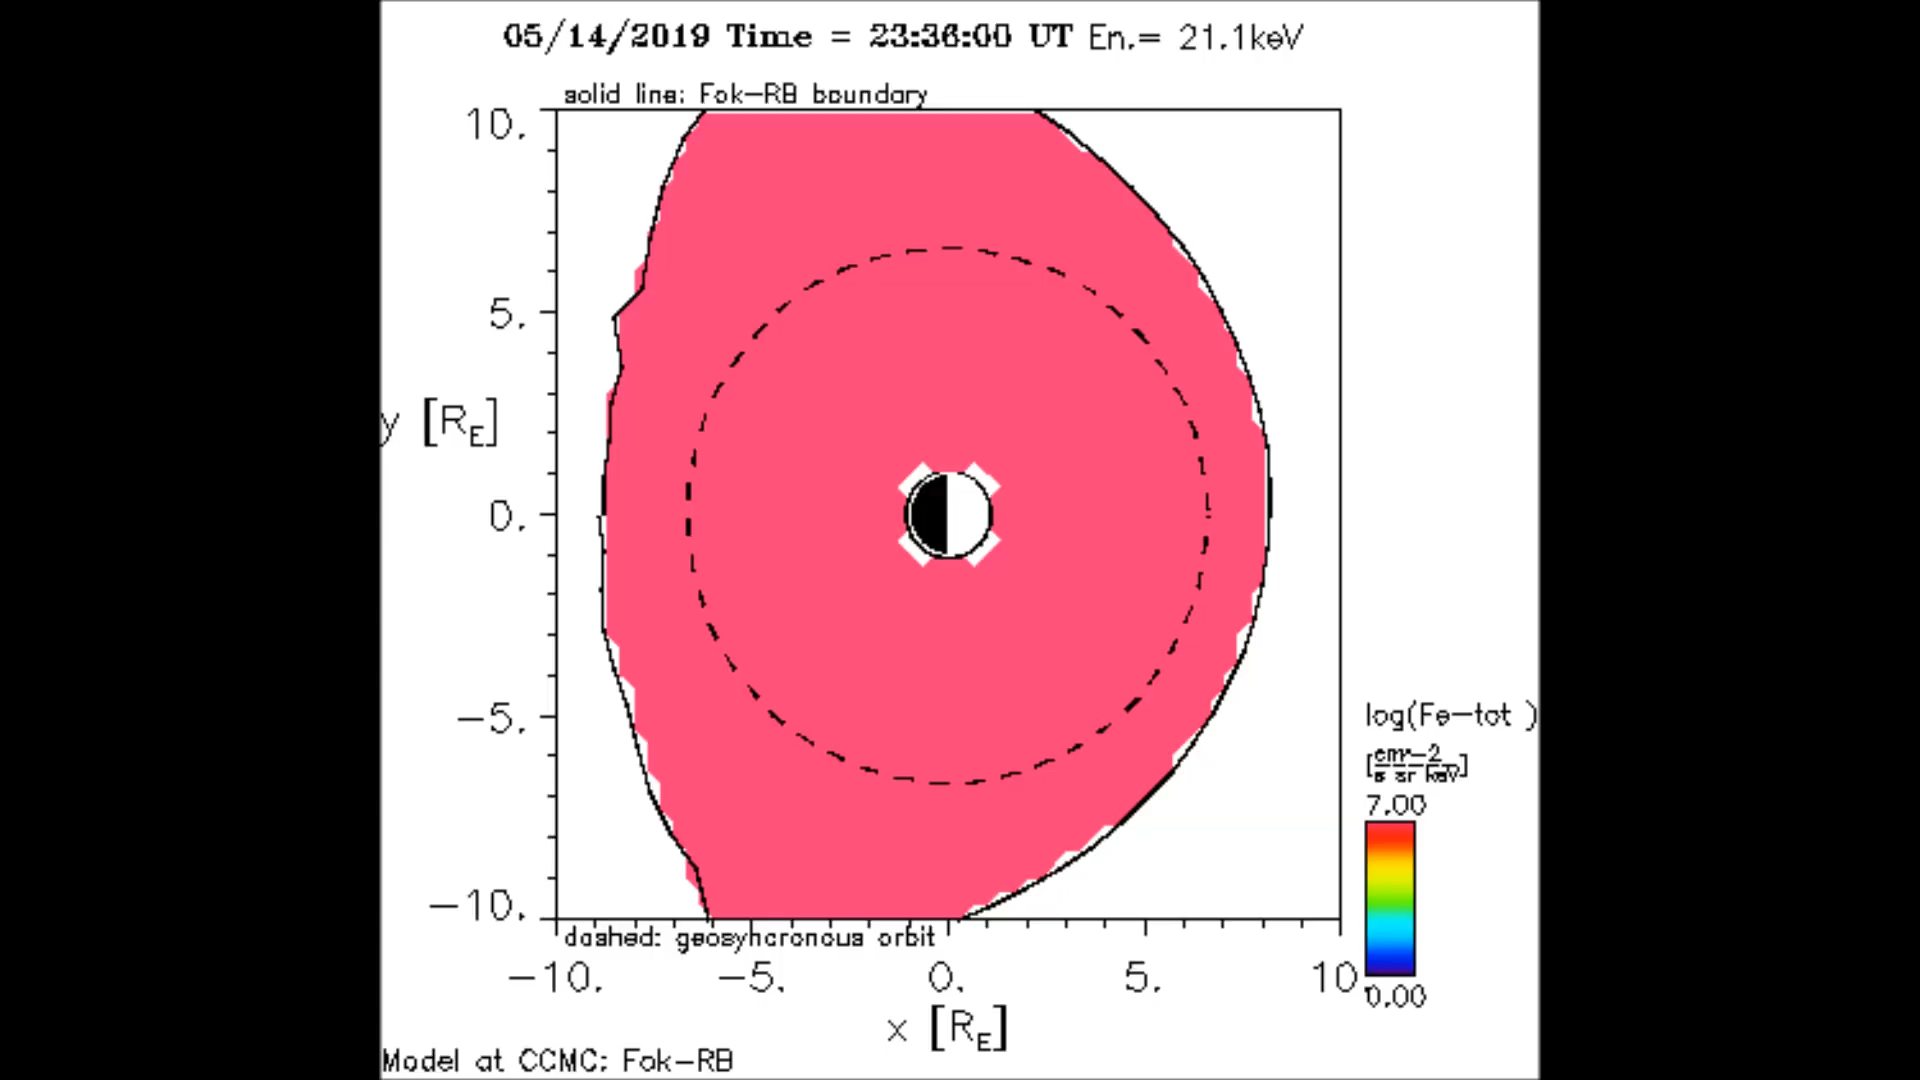 05/14/2019 Time = 23:36:00 UT En.= 21.1keV
solid line: Fok-RB boundary
10.
5.
y [RE]
0.
-5.
-10.
dashed: geosyhcronous orbit
-10. -5. 0. 5. 10.
x [RE]
log(Fe-tot )
[cm-2
s sr keV]
7.00
0.00
Model at CCMC: Fok-RB